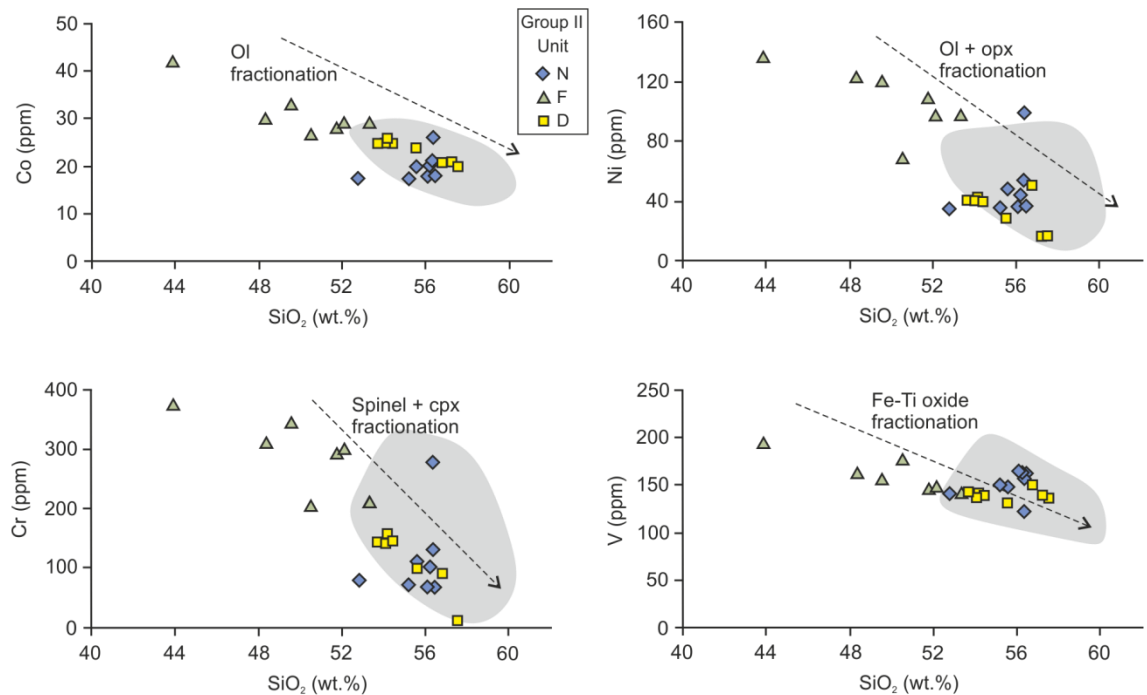 50
40
30
20
10
0
Co (ppm)
Ol
fractionation
40 44 48 52 56 60
SiO₂ (wt.%)
Group II
Unit
N
F
D
160
120
80
40
0
Ni (ppm)
Ol + opx
fractionation
40 44 48 52 56 60
SiO₂ (wt.%)
400
300
200
100
0
Cr (ppm)
Spinel + cpx
fractionation
40 44 48 52 56 60
SiO₂ (wt.%)
250
200
150
100
50
0
V (ppm)
Fe-Ti oxide
fractionation
40 44 48 52 56 60
SiO₂ (wt.%)